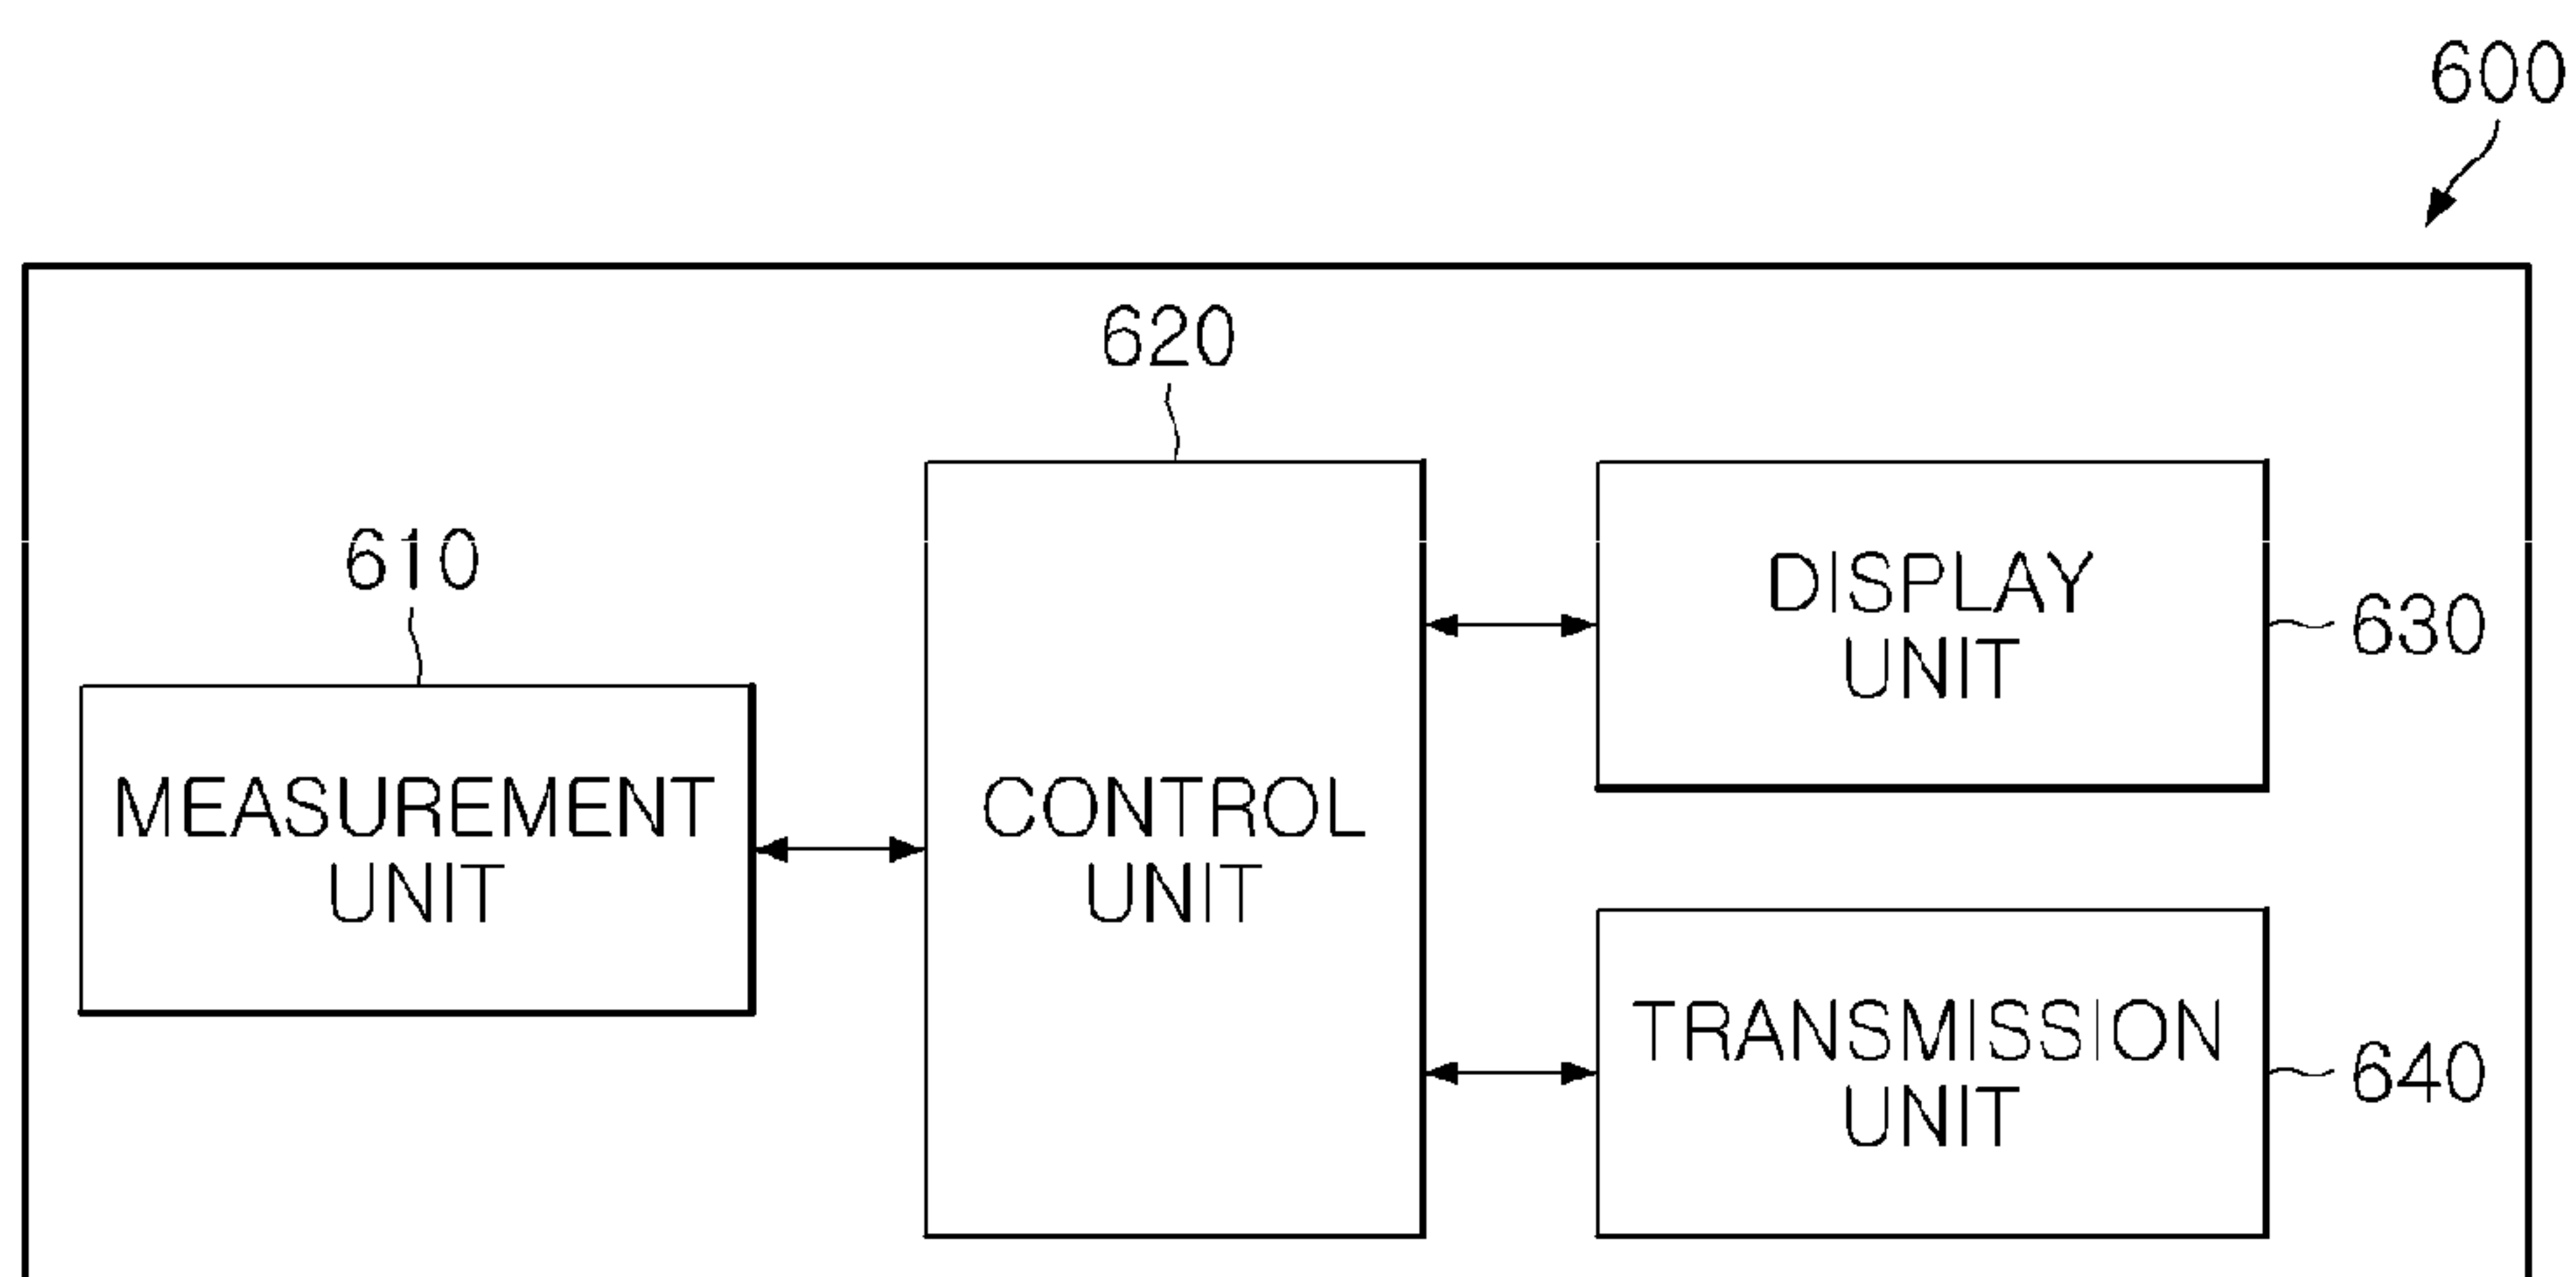 600
620
610
DISPLAY
UNIT
630
MEASUREMENT
UNIT
CONTROL
UNIT
TRANSMISSION
UNIT
640